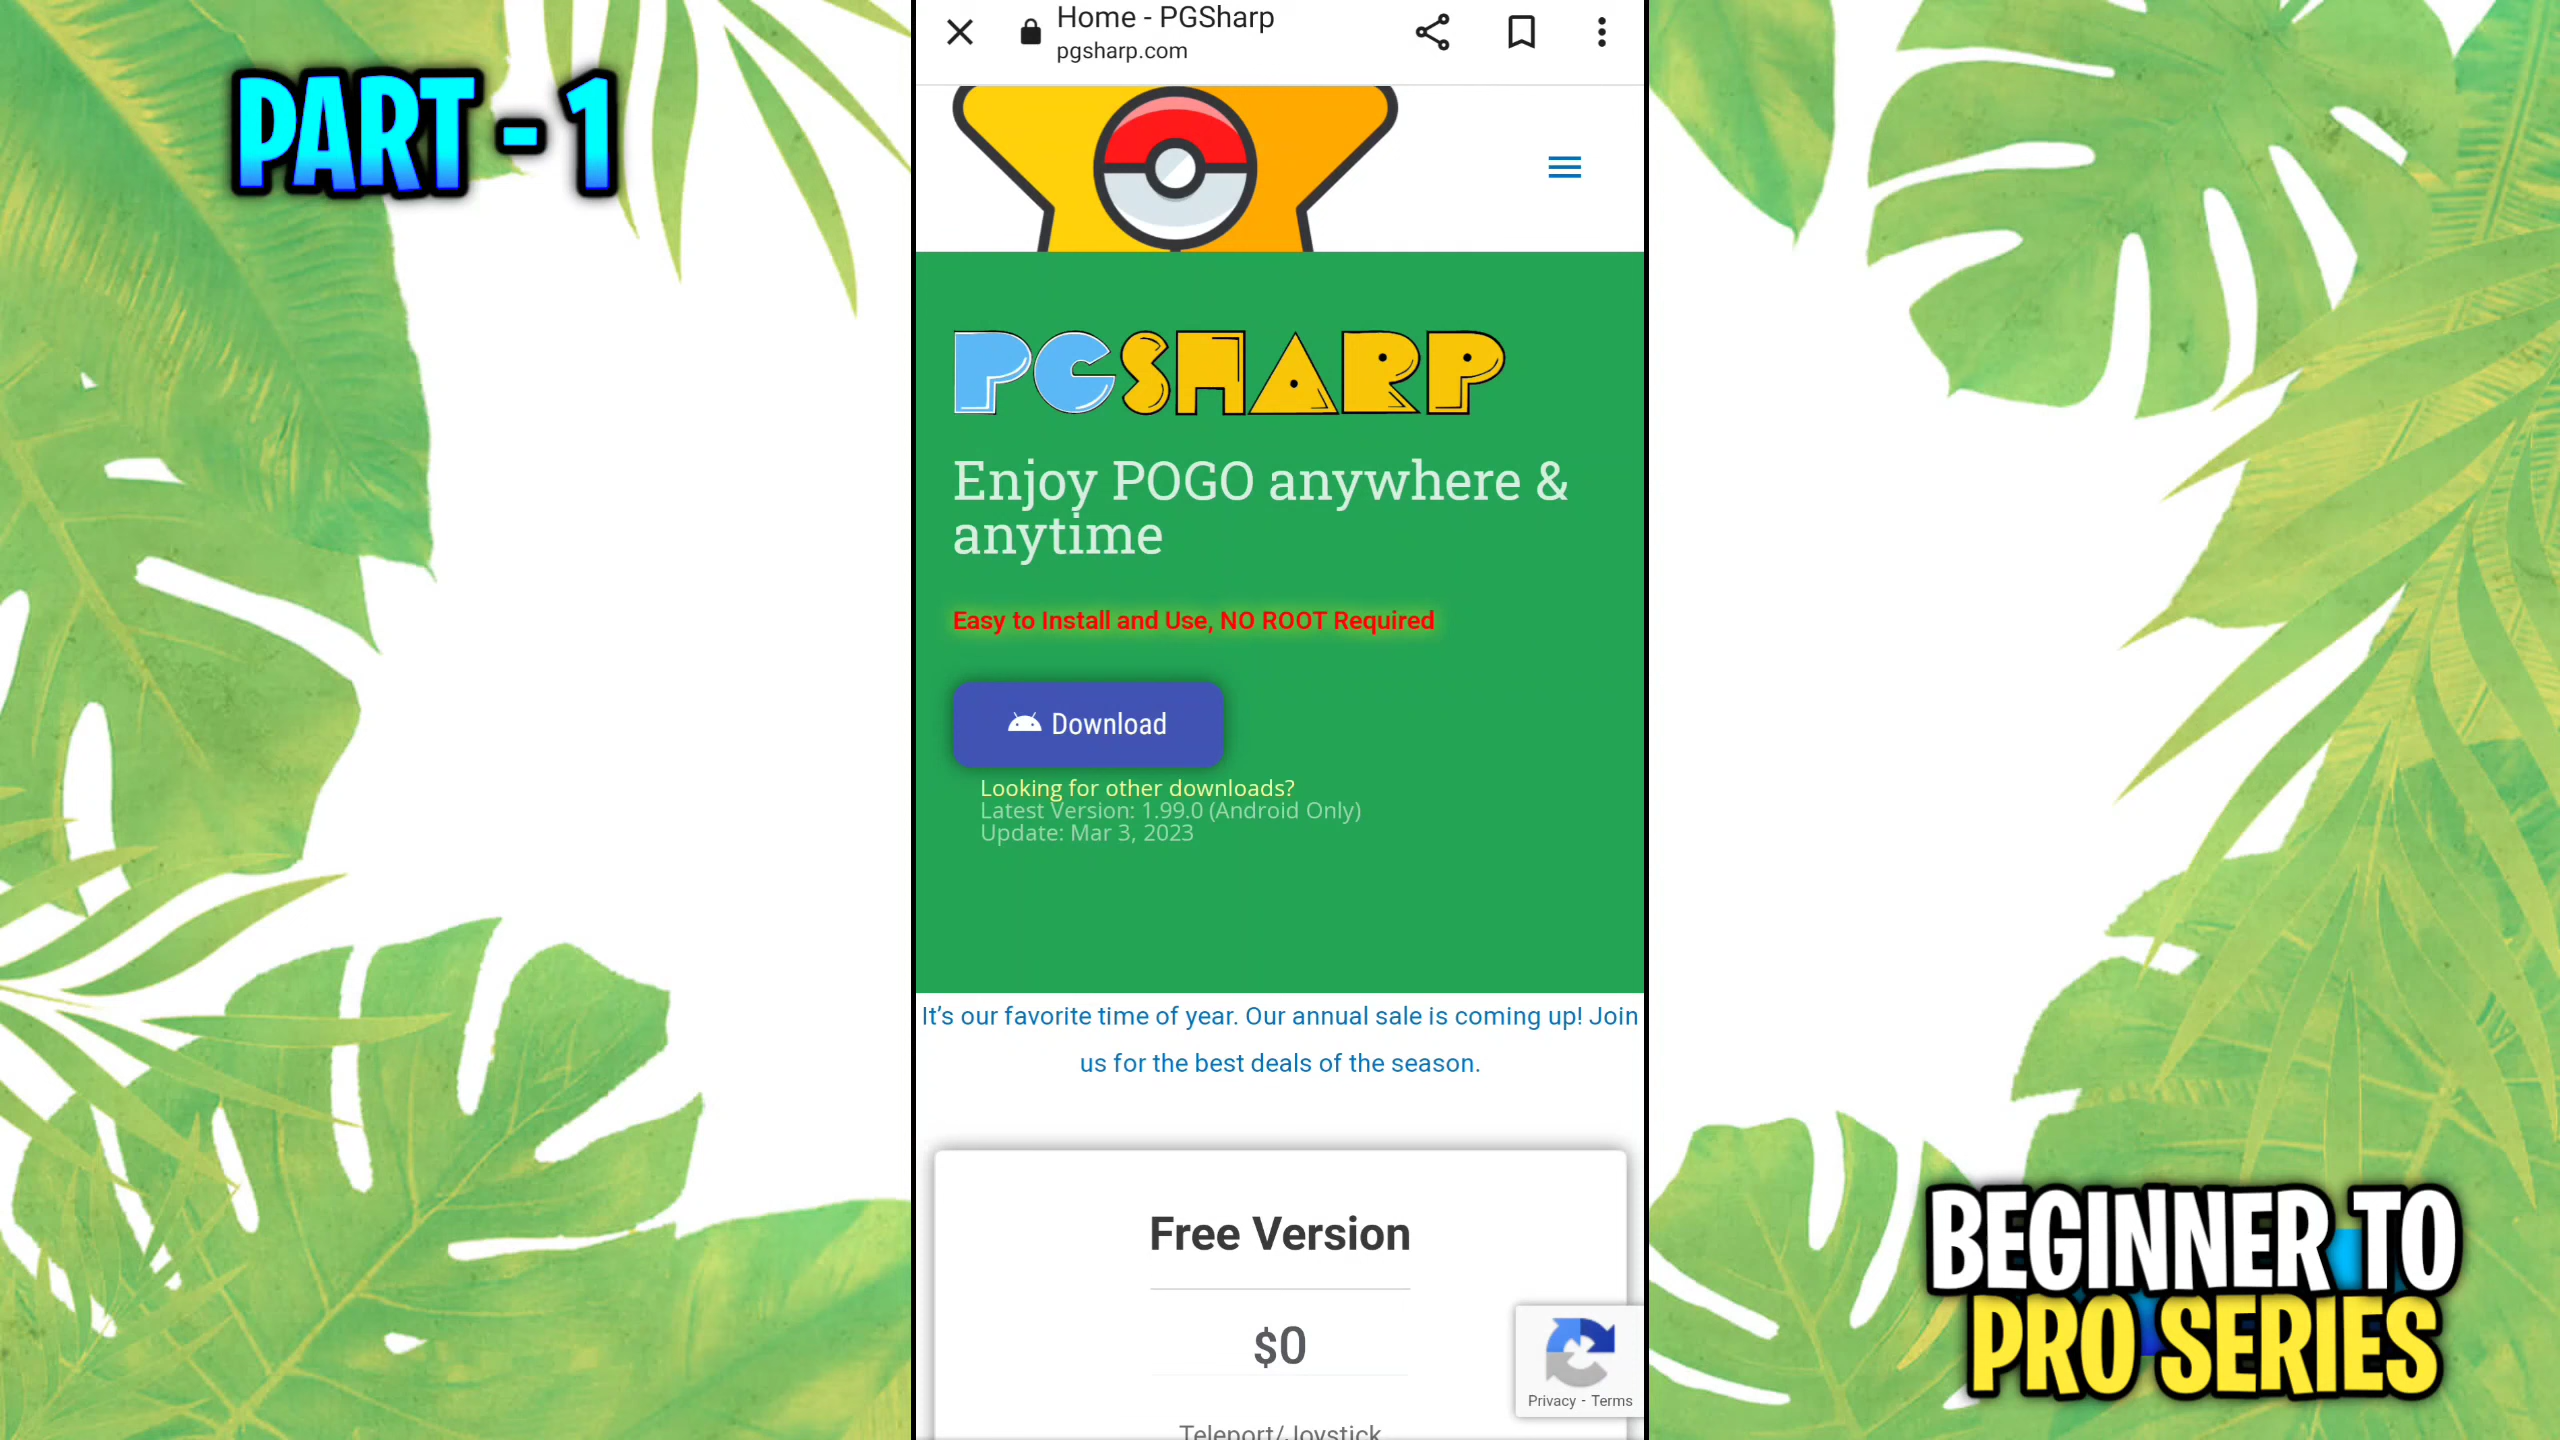 PART - 1
Home - PGSharp
pgsharp.com
PGSHARP
Enjoy POGO anywhere &
anytime
Easy to Install and Use, NO ROOT Required
Download
Looking for other downloads?
Latest Version: 1.99.0 (Android Only)
Update: Mar 3, 2023
It’s our favorite time of year. Our annual sale is coming up! Join
us for the best deals of the season.
Free Version
$0
Teleport/Joystick
Privacy - Terms
BEGINNER TO
PRO SERIES